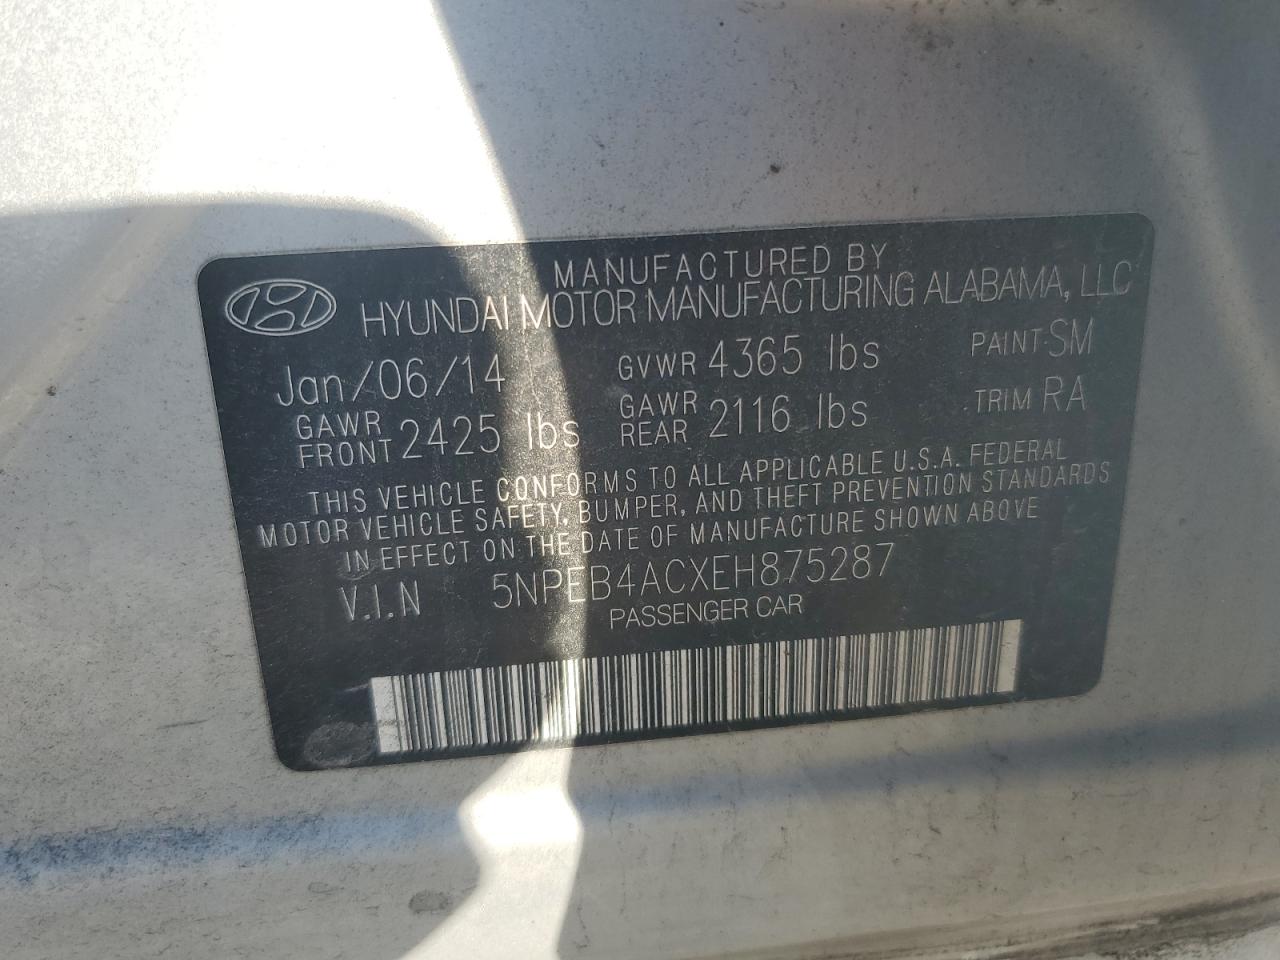 MANUFACTURED BY
HYUNDAI MOTOR MANUFACTURING ALABAMA, LLC
Jan/06/14 GVWR 4365 lbs PAINT:SM
GAWR FRONT 2425 lbs GAWR REAR 2116 lbs TRIM RA
THIS VEHICLE CONFORMS TO ALL APPLICABLE U.S.A. FEDERAL
MOTOR VEHICLE SAFETY, BUMPER, AND THEFT PREVENTION STANDARDS
IN EFFECT ON THE DATE OF MANUFACTURE SHOWN ABOVE
V.I.N 5NPEB4ACXEH875287
PASSENGER CAR